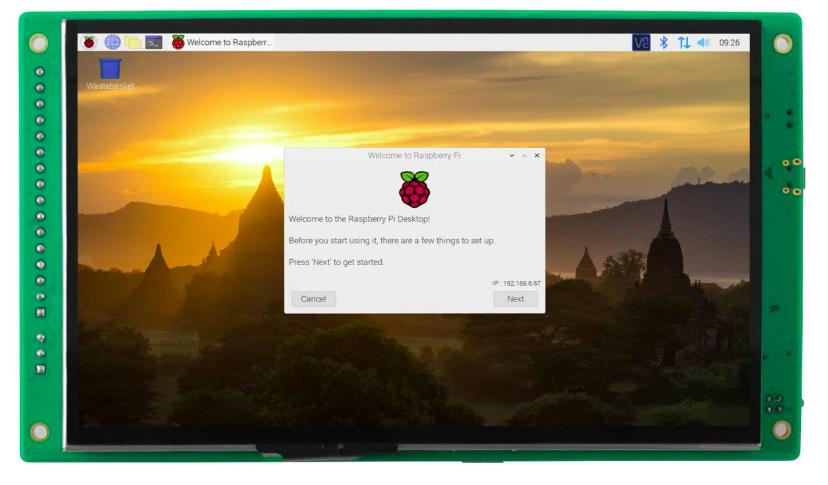 Welcome to Raspberr...
VP
09:26
Wastebasket
Welcome to Raspberry Pi
Welcome to the Raspberry Pi Desktop!
Before you start using it, there are a few things to set up.
Press 'Next' to get started.
IP : 192.168.6.67
Cancel
Next